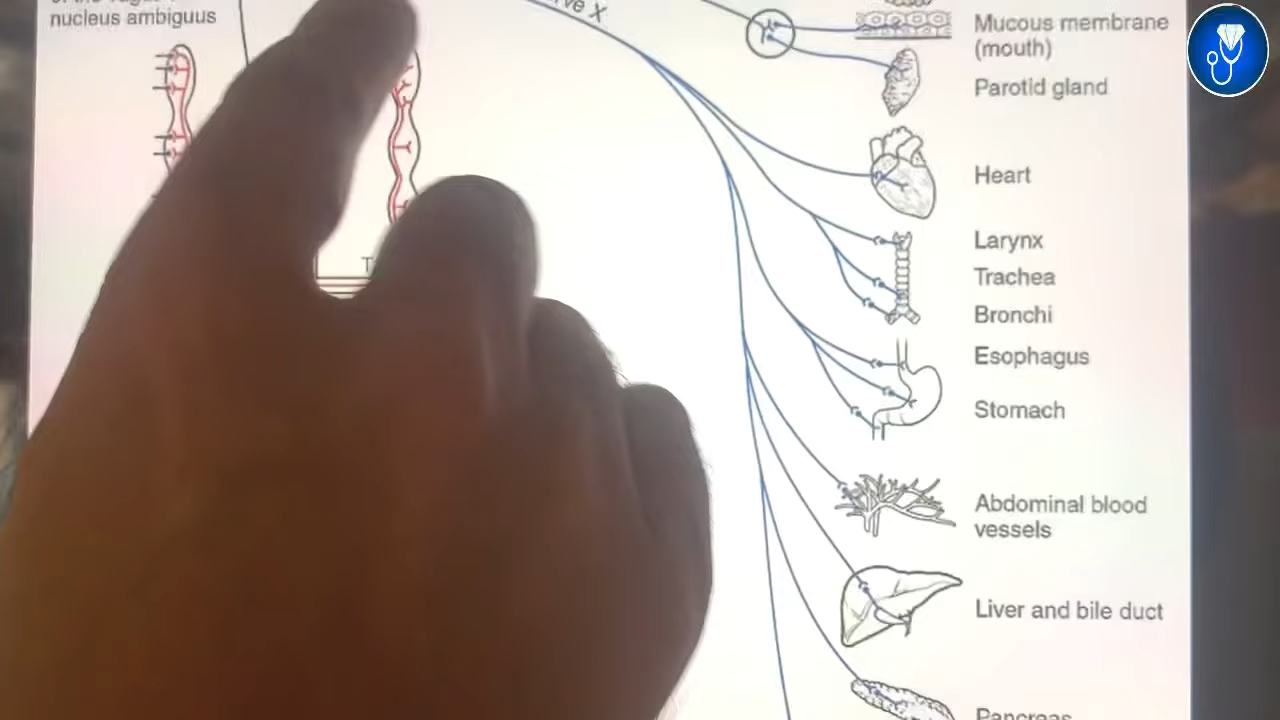 nucleus ambiguus
X
Mucous membrane
(mouth)
Parotid gland
Heart
Larynx
Trachea
Bronchi
Esophagus
Stomach
Abdominal blood
vessels
Liver and bile duct
Pancreas